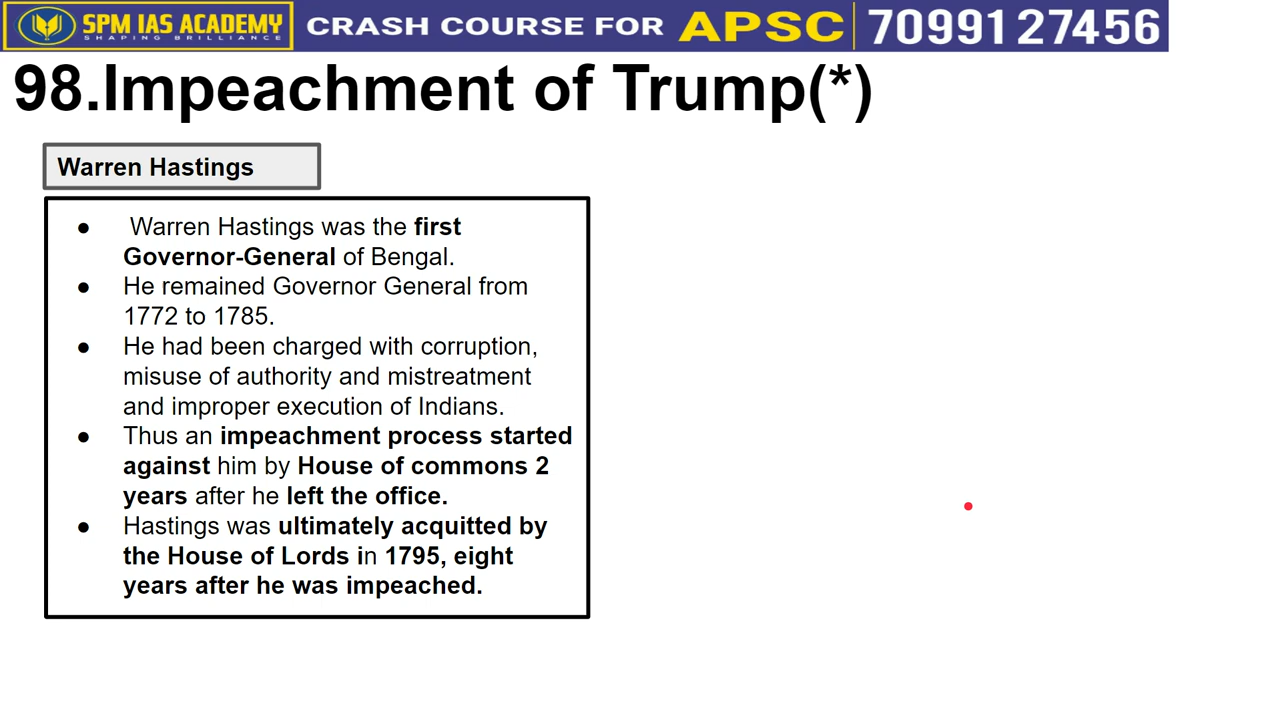 SPM IAS ACADEMY
SHAPING BRILLIANCE
CRASH COURSE FOR APSC 70991 27456
98.Impeachment of Trump(*)
Warren Hastings
● Warren Hastings was the first
Governor-General of Bengal.
● He remained Governor General from
1772 to 1785.
● He had been charged with corruption,
misuse of authority and mistreatment
and improper execution of Indians.
● Thus an impeachment process started
against him by House of commons 2
years after he left the office.
● Hastings was ultimately acquitted by
the House of Lords in 1795, eight
years after he was impeached.